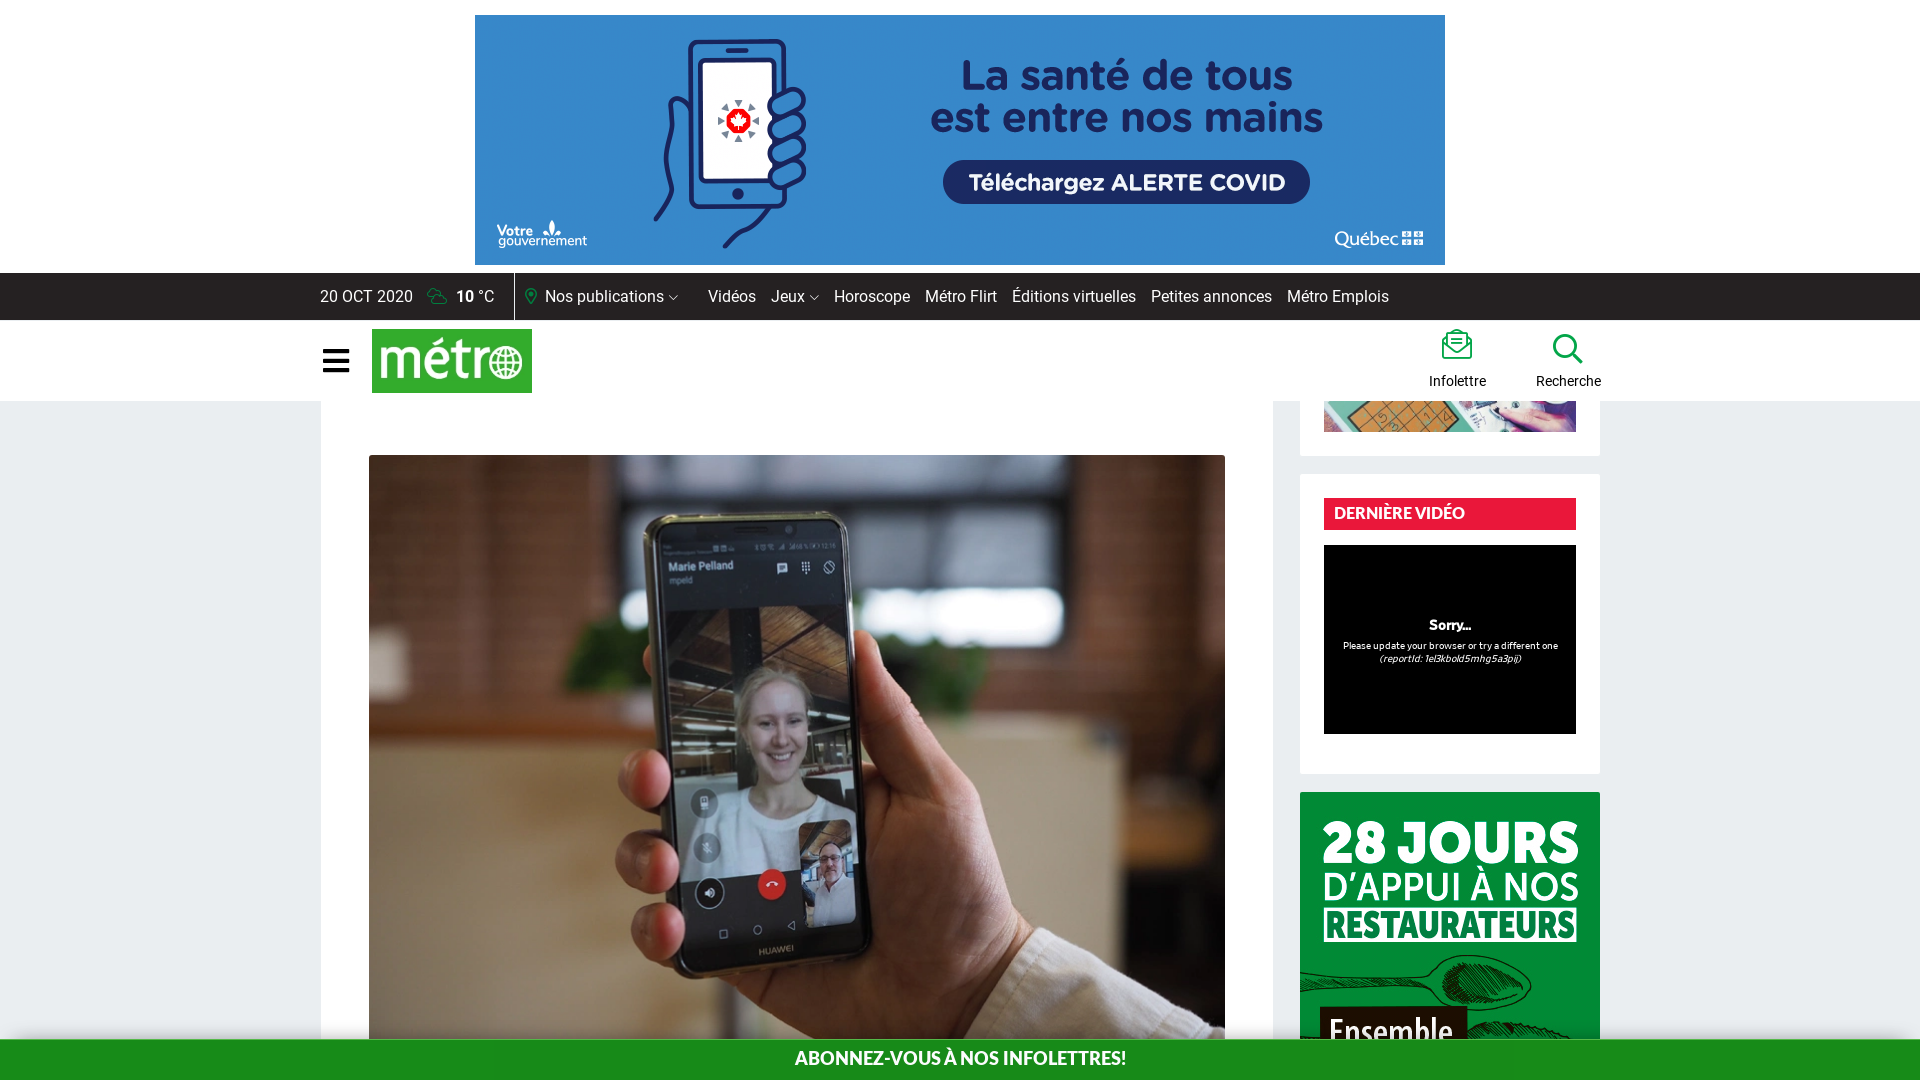 La santé de tous
est entre nos mains
Téléchargez ALERTE COVID
Votre
gouvernement
Québec
20 OCT 2020 10 °C Nos publications Vidéos Jeux Horoscope Métro Flirt Éditions virtuelles Petites annonces Métro Emplois
métro
Infolettre
Recherche
DERNIÈRE VIDÉO
Sorry...
Please update your browser or try a different one
(reportId: 1el3kbold5mhg5a3pij)
Marie Pelland
mpeld
HUAWEI
28 JOURS
D'APPUI À NOS
RESTAURATEURS
Ensemble
ABONNEZ-VOUS À NOS INFOLETTRES!